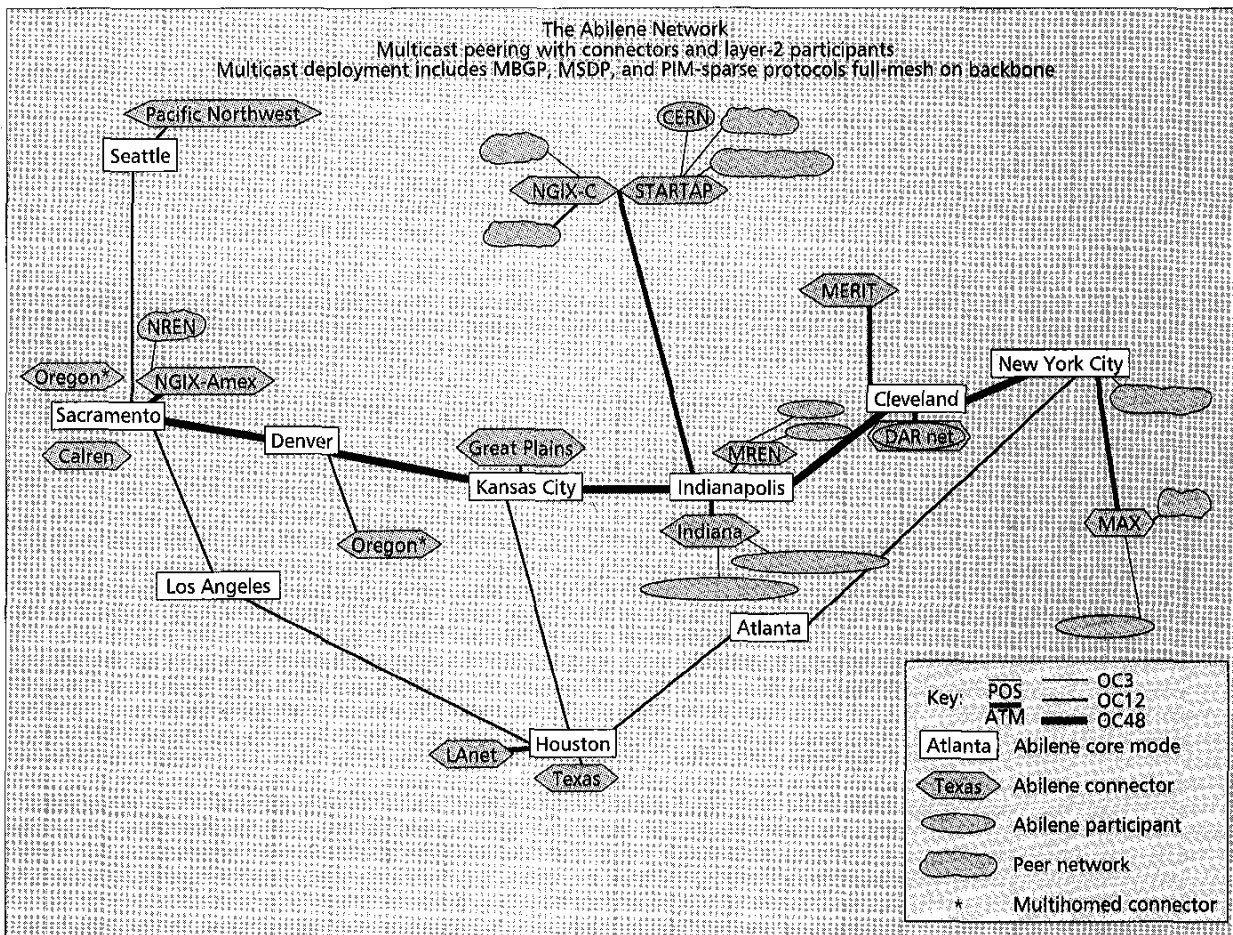 The Abilene Network
Multicast peering with connectors and layer-2 participants
Multicast deployment includes MBGP, MSDP, and PIM-sparse protocols full-mesh on backbone
Pacific Northwest
Seattle
CERN
NGIX-C
STARTAP
MERIT
NREN
New York City
Oregon*
NGIX-Amex
Cleveland
Sacramento
Denver
DAR net
Calren
Great Plains
MREN
Kansas City
Indianapolis
MAX
Indiana
Oregon*
Los Angeles
Atlanta
Houston
LAnet
Texas
Key:
POS
ATM
OC3
OC12
OC48
Atlanta Abilene core mode
Texas Abilene connector
Abilene participant
Peer network
* Multihomed connector